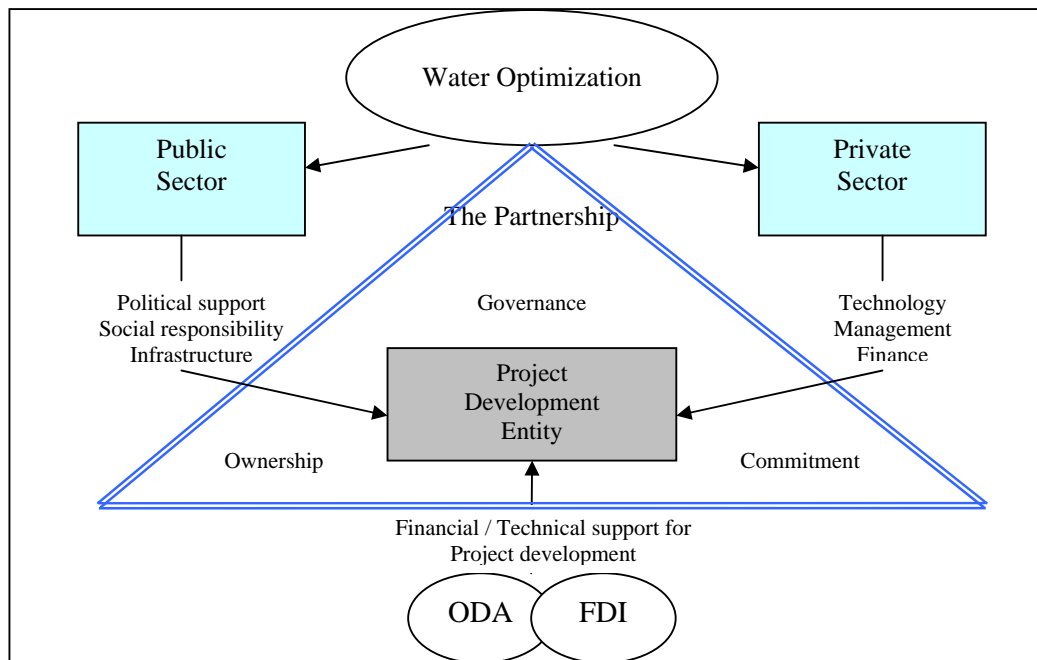 Water Optimization
Public
Sector
Private
Sector
The Partnership
Political support
Social responsibility
Infrastructure
Governance
Technology
Management
Finance
Project
Development
Entity
Ownership
Commitment
Financial / Technical support for
Project development
ODA
FDI